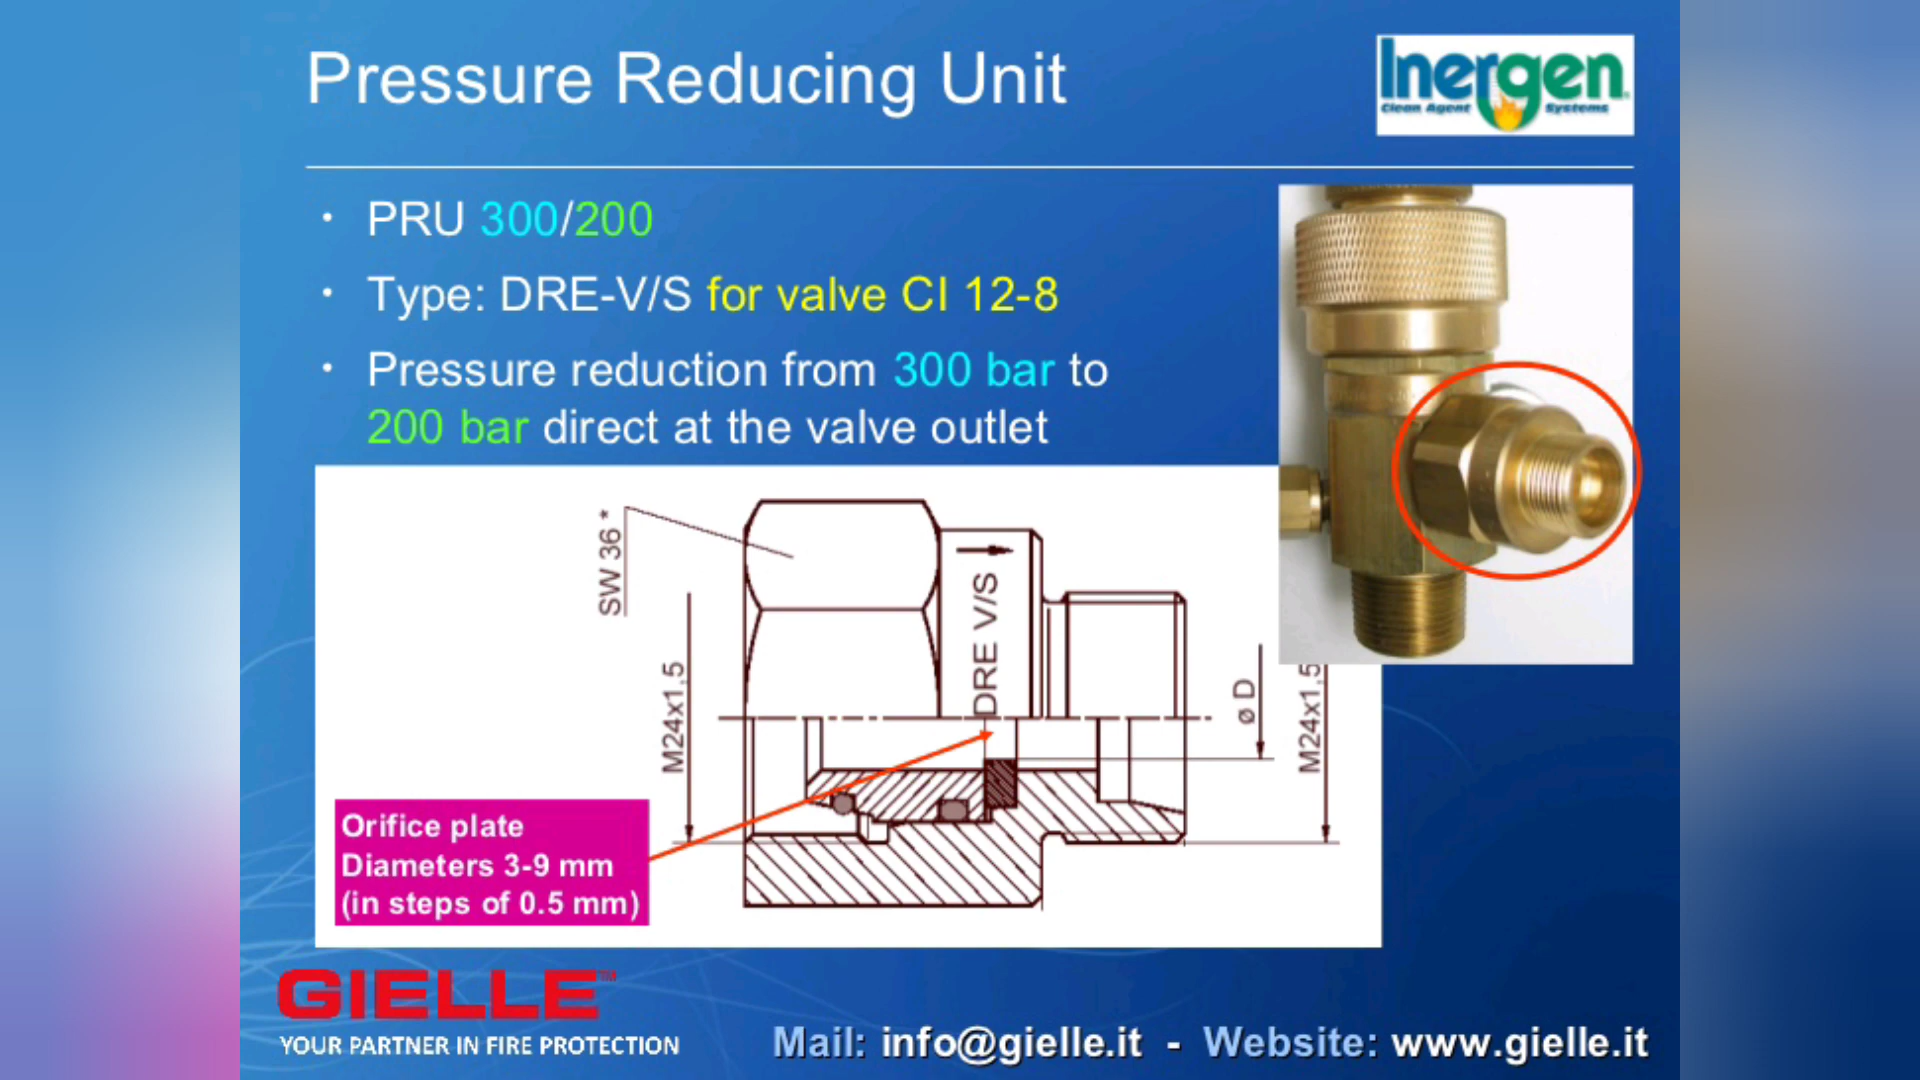 Pressure Reducing Unit
Inergen
Clean Agent Systems
• PRU 300/200
• Type: DRE-V/S for valve CI 12-8
• Pressure reduction from 300 bar to
200 bar direct at the valve outlet
SW 36 *
M24x1,5
DRE V/S
ø D
M24x1,5
Orifice plate
Diameters 3-9 mm
(in steps of 0.5 mm)
GIELLE™
YOUR PARTNER IN FIRE PROTECTION
Mail: info@gielle.it - Website: www.gielle.it